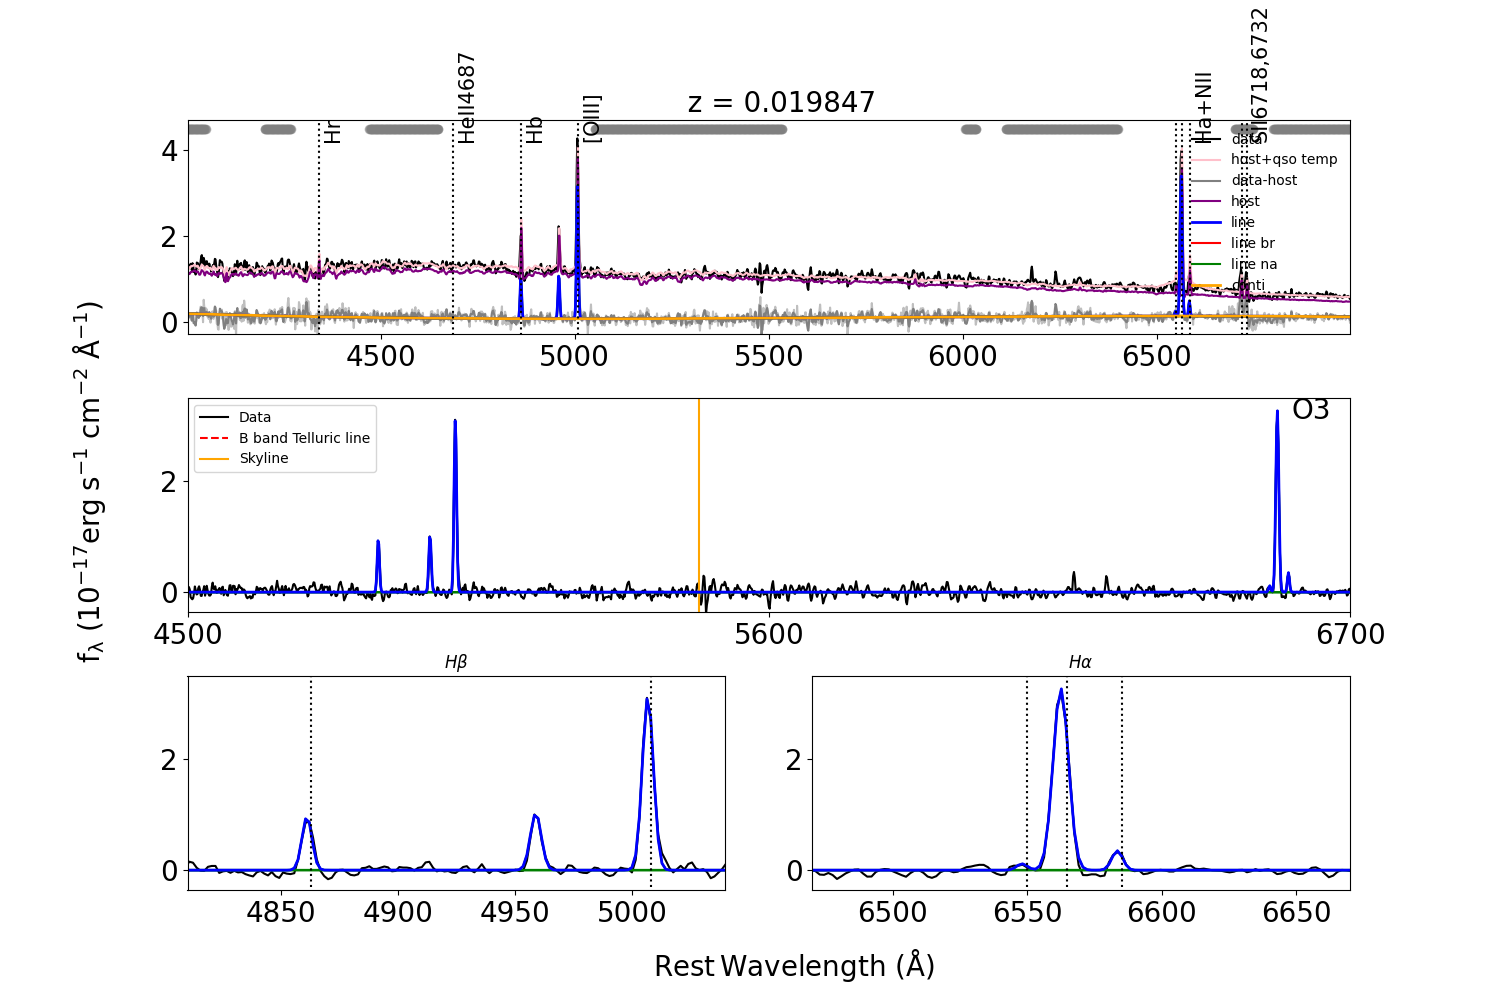 z = 0.019847
Hr
HeII4687
Hb
[OIII]
Ha+NII
SII6718,6732
data
host+qso temp
data-host
host
line
line br
line na
conti
4
2
0
4500
5000
5500
6000
6500
O3
Data
B band Telluric line
Skyline
2
0
4500
5600
6700
fλ (10⁻¹⁷erg s⁻¹ cm⁻² Å⁻¹)
Hβ
2
0
4850
4900
4950
5000
Hα
2
0
6500
6550
6600
6650
Rest Wavelength (Å)